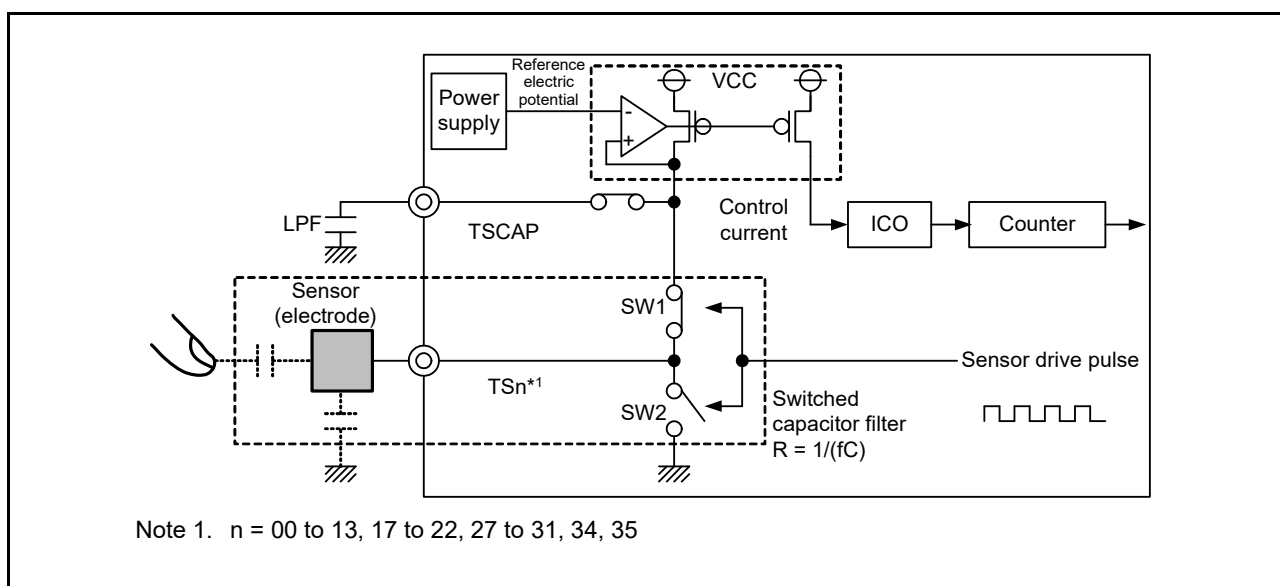 Reference
electric
potential
VCC
Power
supply
-
+
LPF
TSCAP
Control
current
ICO
Counter
Sensor
(electrode)
SW1
Sensor drive pulse
TSn*1
SW2
Switched
capacitor filter
R = 1/(fC)
Note 1. n = 00 to 13, 17 to 22, 27 to 31, 34, 35